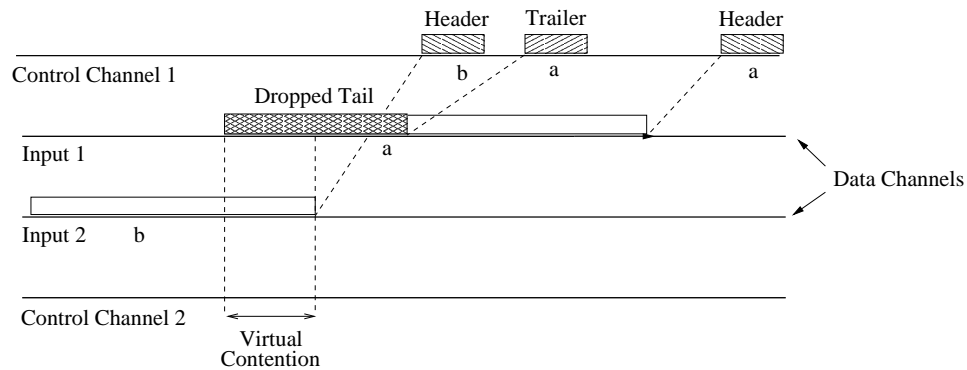 Header
Trailer
Header
b
a
a
Control Channel 1
Dropped Tail
a
Input 1
Data Channels
Input 2
b
Control Channel 2
Virtual
Contention